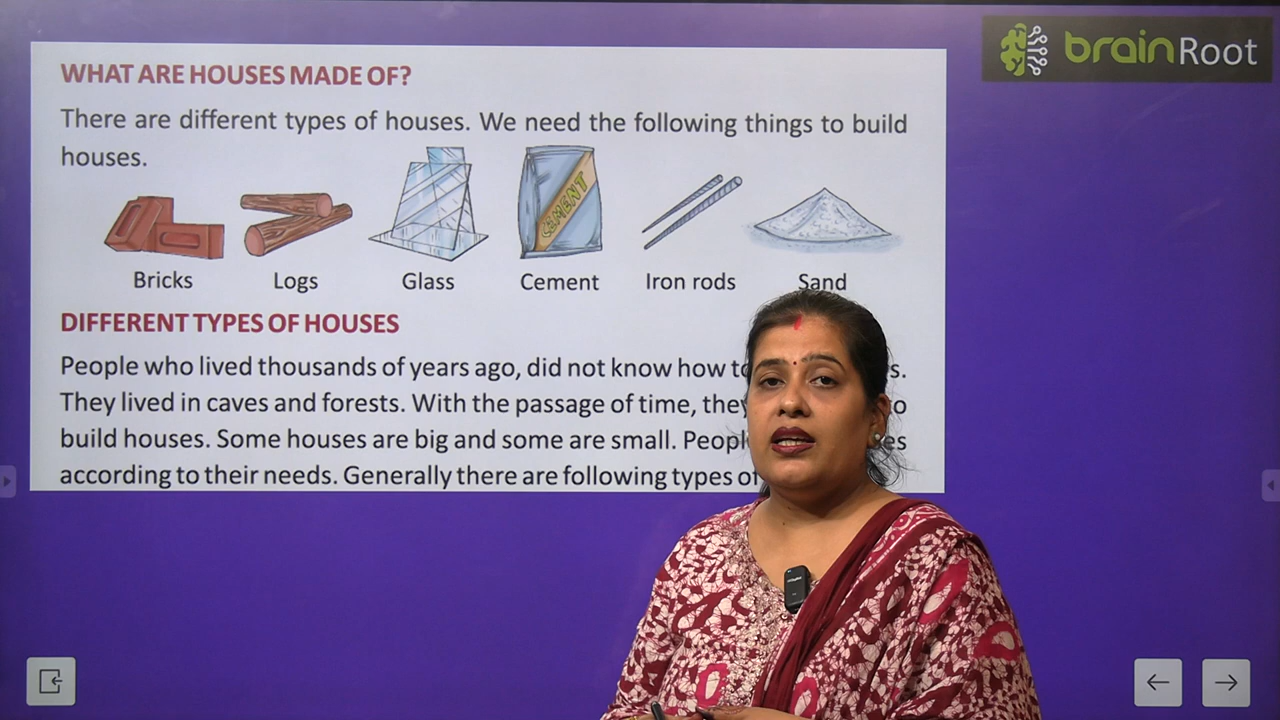 brainRoot
WHAT ARE HOUSES MADE OF?
There are different types of houses. We need the following things to build
houses.
CEMENT
Bricks Logs Glass Cement Iron rods Sand
DIFFERENT TYPES OF HOUSES
People who lived thousands of years ago, did not know how
They lived in caves and forests. With the passage of time, they
build houses. Some houses are big and some are small.
according to their needs. Generally there are following types